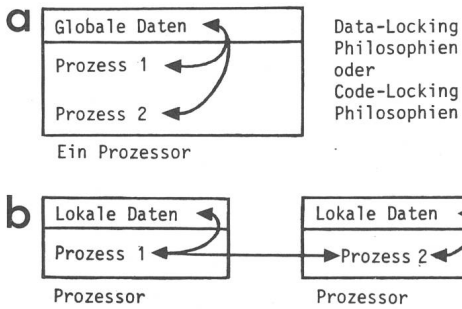 a
Globale Daten
Prozess 1
Prozess 2
Ein Prozessor
Data-Locking
Philosophien
oder
Code-Locking
Philosophien
b
Lokale Daten
Prozess 1
Prozessor
Lokale Daten
Prozess 2
Prozessor